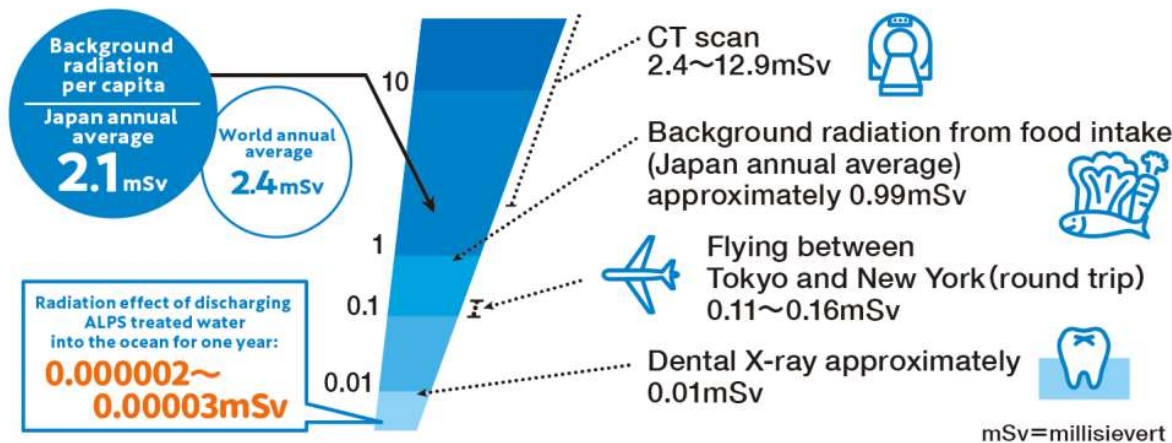 Background
radiation
per capita
Japan annual
average
2.1mSv
World annual
average
2.4mSv
10
1
0.1
0.01
CT scan
2.4～12.9mSv
Background radiation from food intake
(Japan annual average)
approximately 0.99mSv
Flying between
Tokyo and New York(round trip)
0.11～0.16mSv
Dental X-ray approximately
0.01mSv
Radiation effect of discharging
ALPS treated water
into the ocean for one year:
0.000002～
0.00003mSv
mSv=millisievert